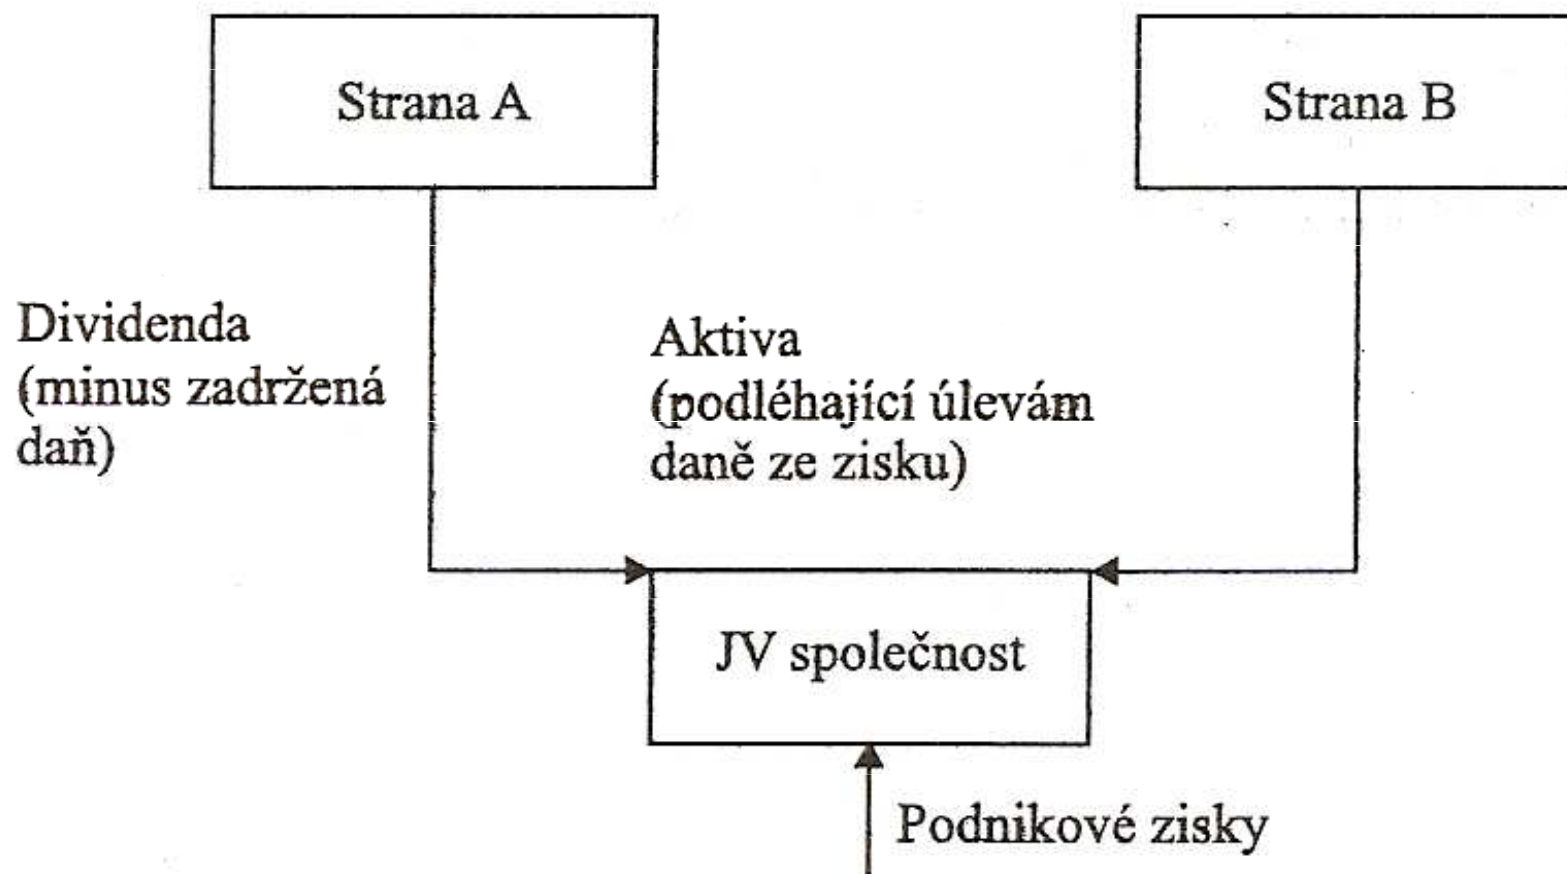 Strana A
Strana B
Dividenda
(minus zadržená
daň)
Aktiva
(podléhající úlevám
daně ze zisku)
JV společnost
Podnikové zisky